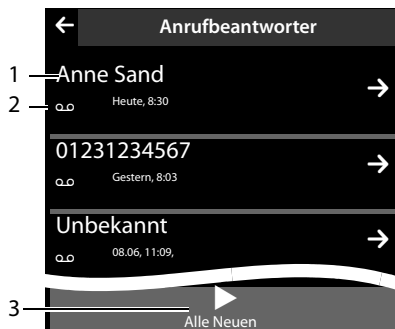 Anrufbeantworter
1 Anne Sand
2 Heute, 8:30
01231234567
Gestern, 8:03
Unbekannt
08.06, 11:09,
3
Alle Neuen